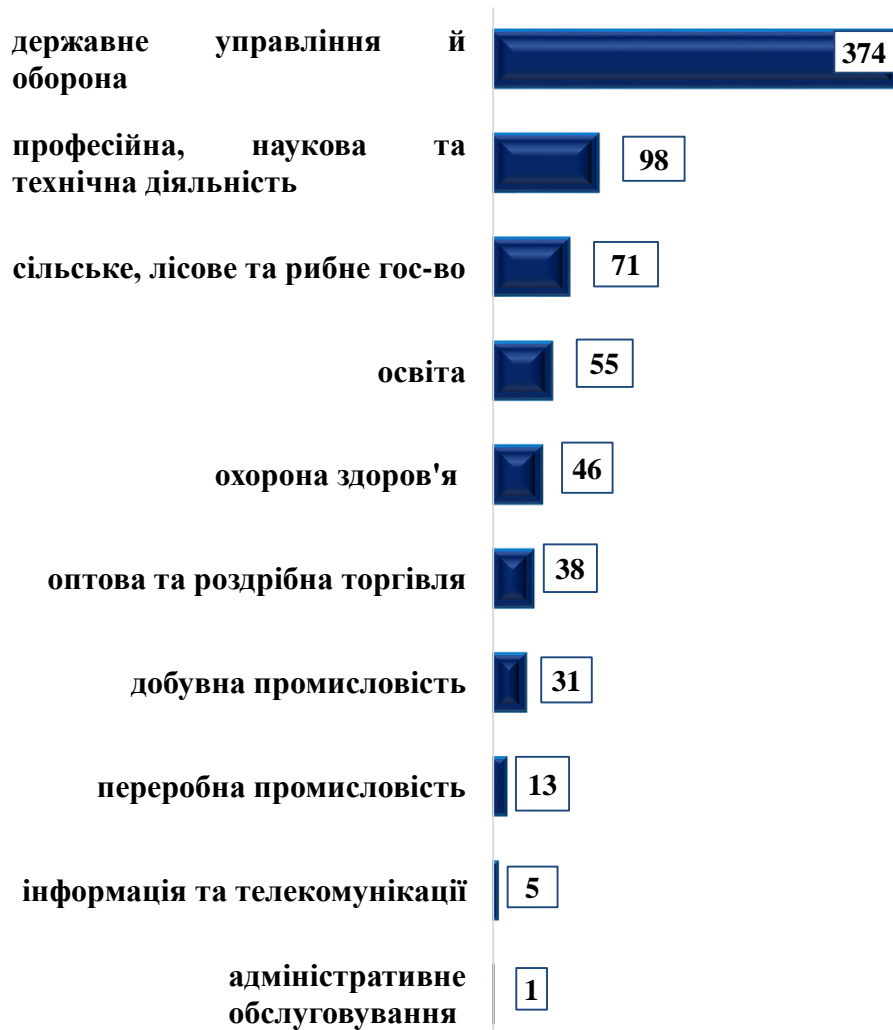 державне управління й
оборона
374
професійна, наукова та
технічна діяльність
98
сільське, лісове та рибне гос-во
71
освіта
55
охорона здоров'я
46
оптова та роздрібна торгівля
38
добувна промисловість
31
переробна промисловість
13
інформація та телекомунікації
5
адміністративне
обслуговування
1